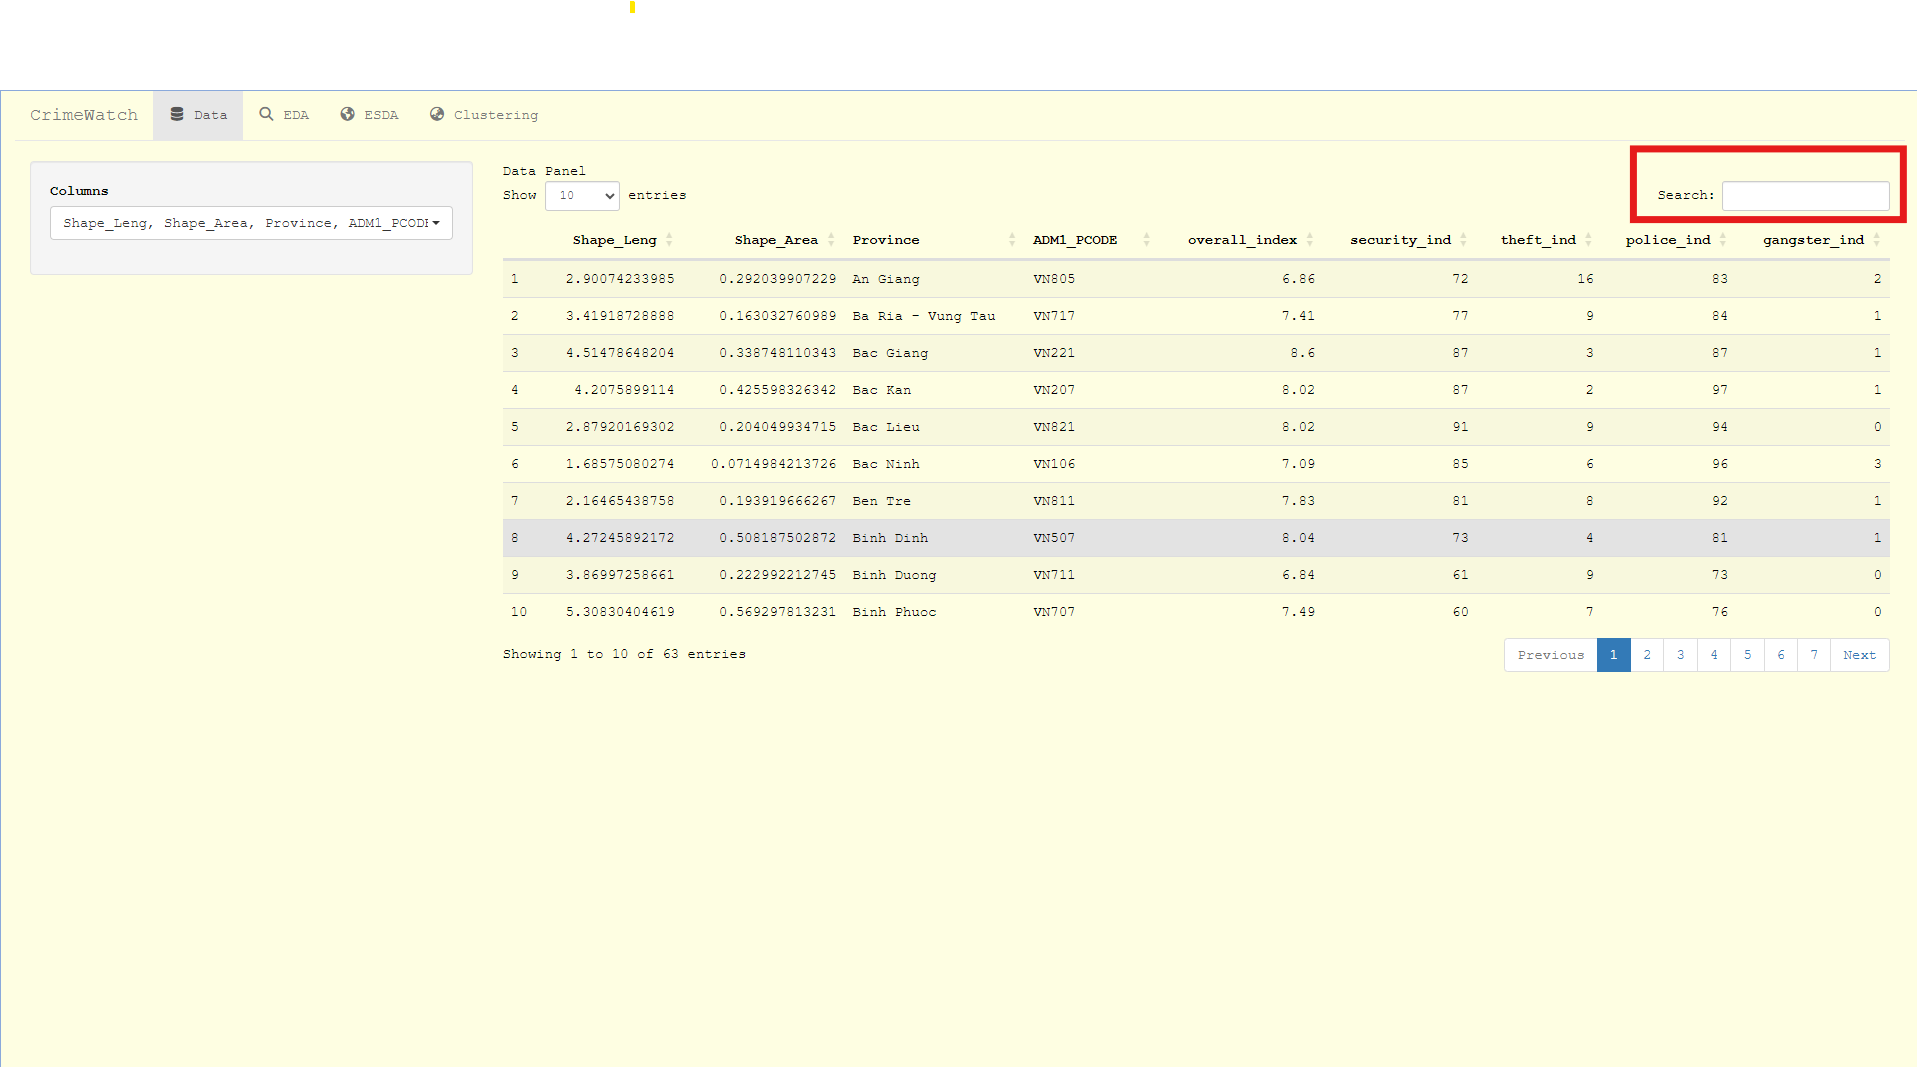 CrimeWatch Data EDA ESDA Clustering
Columns
Shape_Leng, Shape_Area, Province, ADM1_PCODE
Data Panel
Show 10 entries
Search:
Shape_Leng Shape_Area Province ADM1_PCODE overall_index security_ind theft_ind police_ind gangster_ind
1 2.90074233985 0.292039907229 An Giang VN805 6.86 72 16 83 2
2 3.41918728888 0.163032760989 Ba Ria - Vung Tau VN717 7.41 77 9 84 1
3 4.51478648204 0.338748110343 Bac Giang VN221 8.6 87 3 87 1
4 4.2075899114 0.425598326342 Bac Kan VN207 8.02 87 2 97 1
5 2.87920169302 0.204049934715 Bac Lieu VN821 8.02 91 9 94 0
6 1.68575080274 0.0714984213726 Bac Ninh VN106 7.09 85 6 96 3
7 2.16465438758 0.193919666267 Ben Tre VN811 7.83 81 8 92 1
8 4.27245892172 0.508187502872 Binh Dinh VN507 8.04 73 4 81 1
9 3.86997258661 0.222992212745 Binh Duong VN711 6.84 61 9 73 0
10 5.30830404619 0.569297813231 Binh Phuoc VN707 7.49 60 7 76 0
Showing 1 to 10 of 63 entries
Previous 1 2 3 4 5 6 7 Next